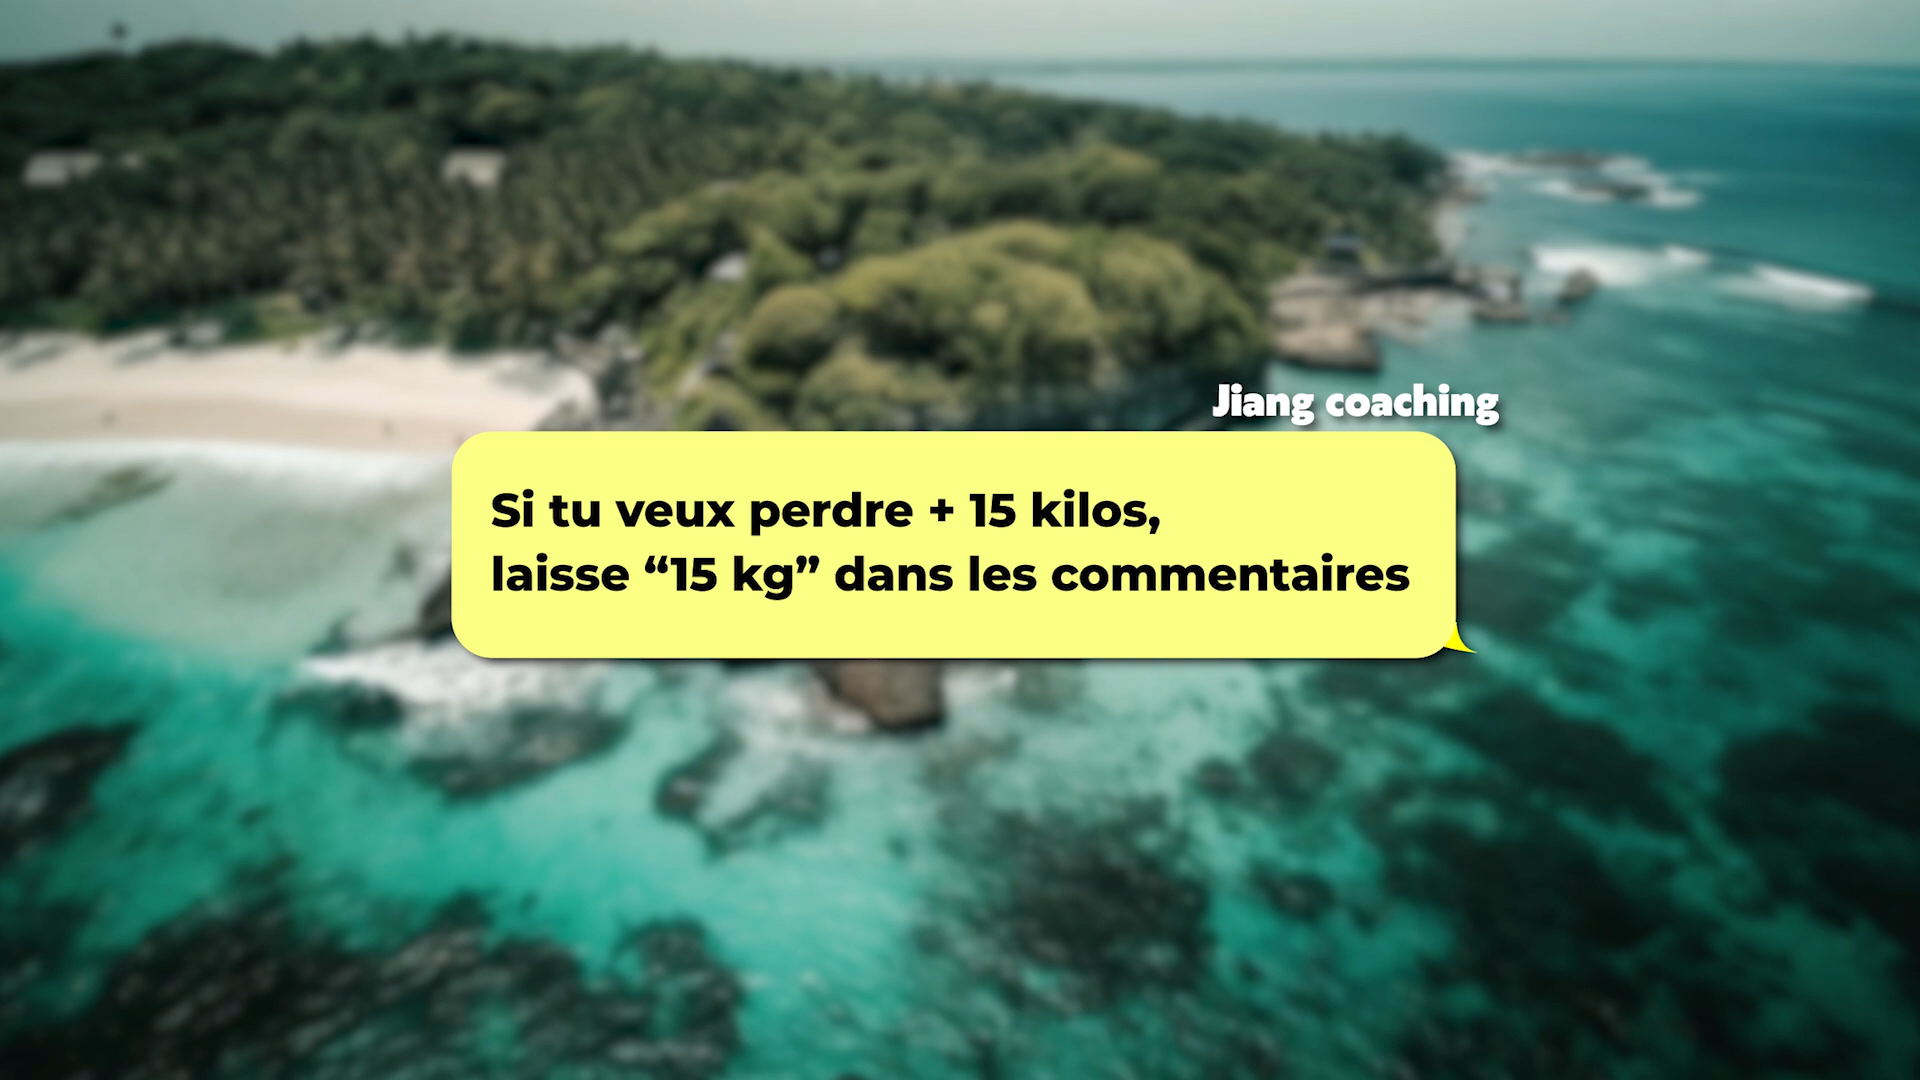 Jiang coaching
Si tu veux perdre + 15 kilos,
laisse “15 kg” dans les commentaires